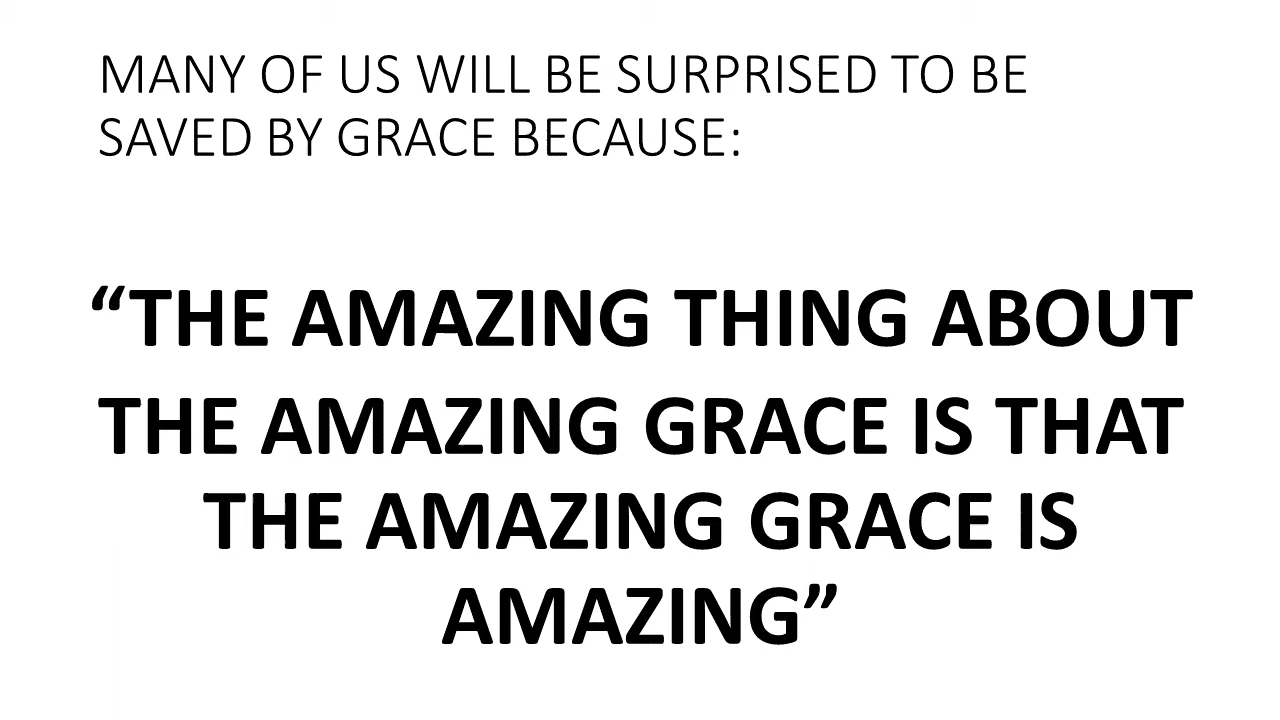 MANY OF US WILL BE SURPRISED TO BE
SAVED BY GRACE BECAUSE:
“THE AMAZING THING ABOUT
THE AMAZING GRACE IS THAT
THE AMAZING GRACE IS
AMAZING”